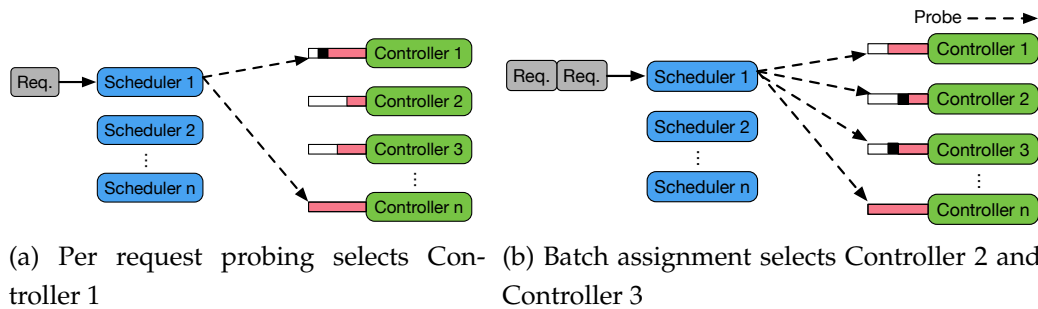 Req.
Scheduler 1
Scheduler 2
⋮
Scheduler n
Controller 1
Controller 2
Controller 3
⋮
Controller n
(a) Per request probing selects Con-
troller 1
Probe
Req. Req.
Scheduler 1
Scheduler 2
⋮
Scheduler n
Controller 1
Controller 2
Controller 3
⋮
Controller n
(b) Batch assignment selects Controller 2 and
Controller 3